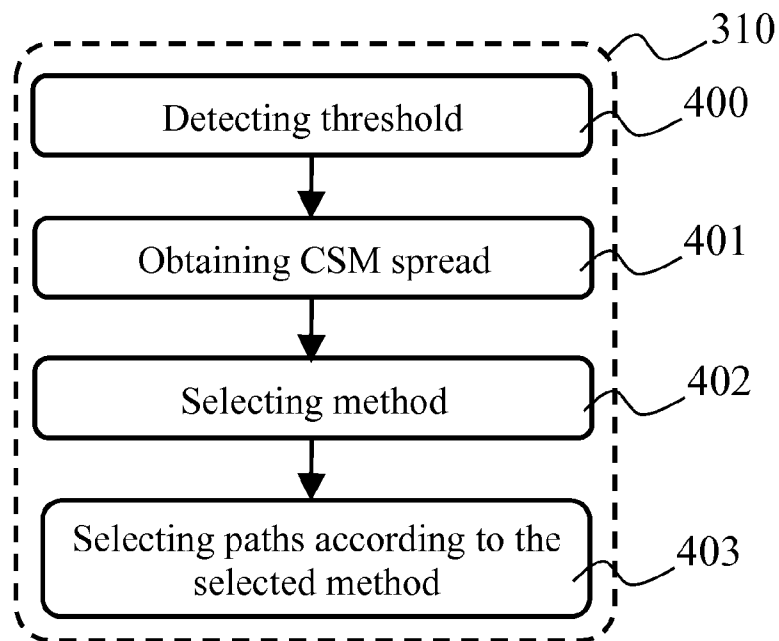 310
Detecting threshold
400
Obtaining CSM spread
401
Selecting method
402
Selecting paths according to the
selected method
403